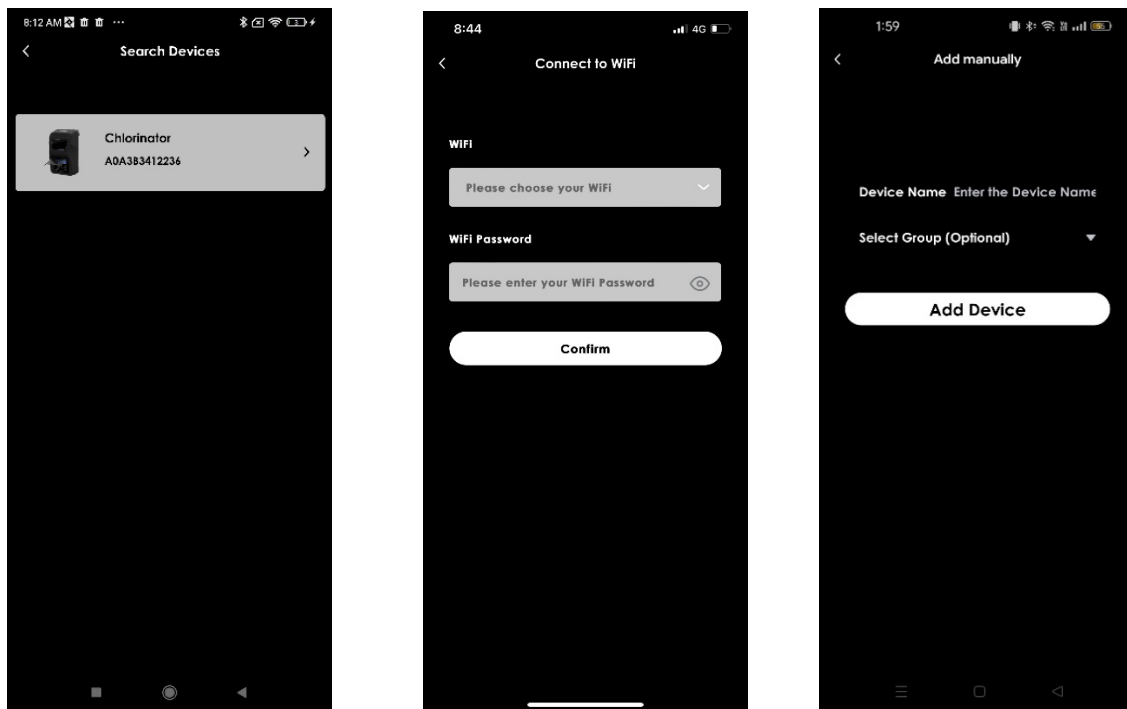 8:12 AM
Search Devices
Chlorinator
A0A3B3412236
8:44
4G
Connect to WiFi
WiFi
Please choose your WiFi
WiFi Password
Please enter your WiFi Password
Confirm
1:59
Add manually
Device Name Enter the Device Name
Select Group (Optional)
Add Device